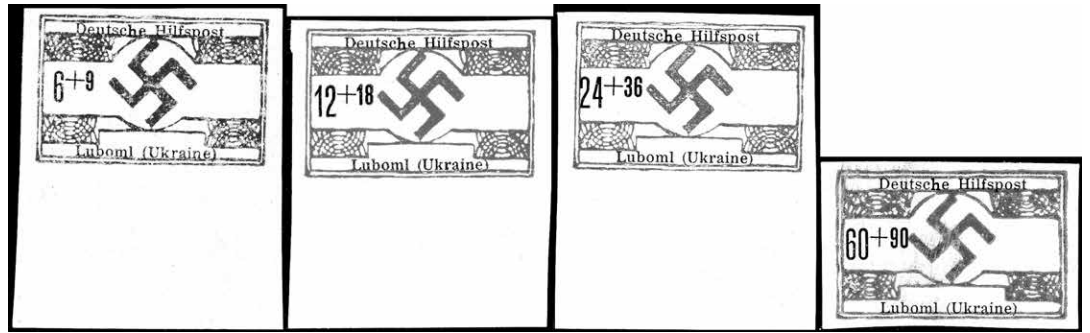 Deutsche Hilfspost
6+9
Luboml (Ukraine)
Deutsche Hilfspost
12+18
Luboml (Ukraine)
Deutsche Hilfspost
24+36
Luboml (Ukraine)
Deutsche Hilfspost
60+90
Luboml (Ukraine)